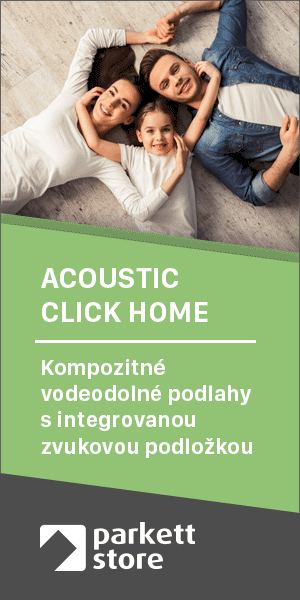 ACOUSTIC
CLICK HOME
Kompozitné
vodeodolné podlahy
s integrovanou
zvukovou podložkou
parkett
store